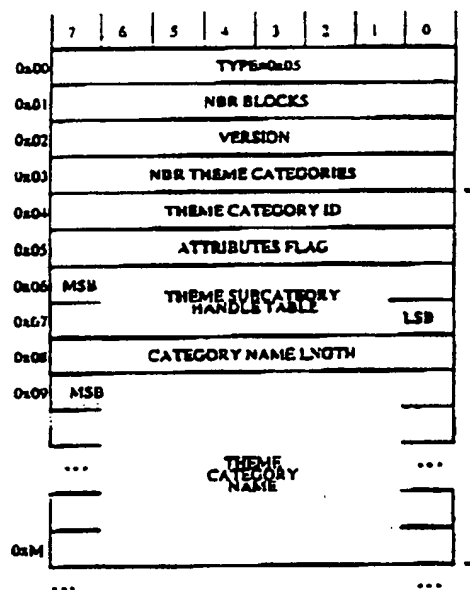 7 6 5 4 3 2 1 0
0x00 TYPE=0x05
0x01 NBR BLOCKS
0x02 VERSION
0x03 NBR THEME CATEGORIES
0x04 THEME CATEGORY ID
0x05 ATTRIBUTES FLAG
0x06 MSB
THEME SUBCATEGORY
HANDLE TABLE
0x07 LSB
0x08 CATEGORY NAME LNGTH
0x09 MSB
... THEME ...
CATEGORY
NAME
0xM
... ...